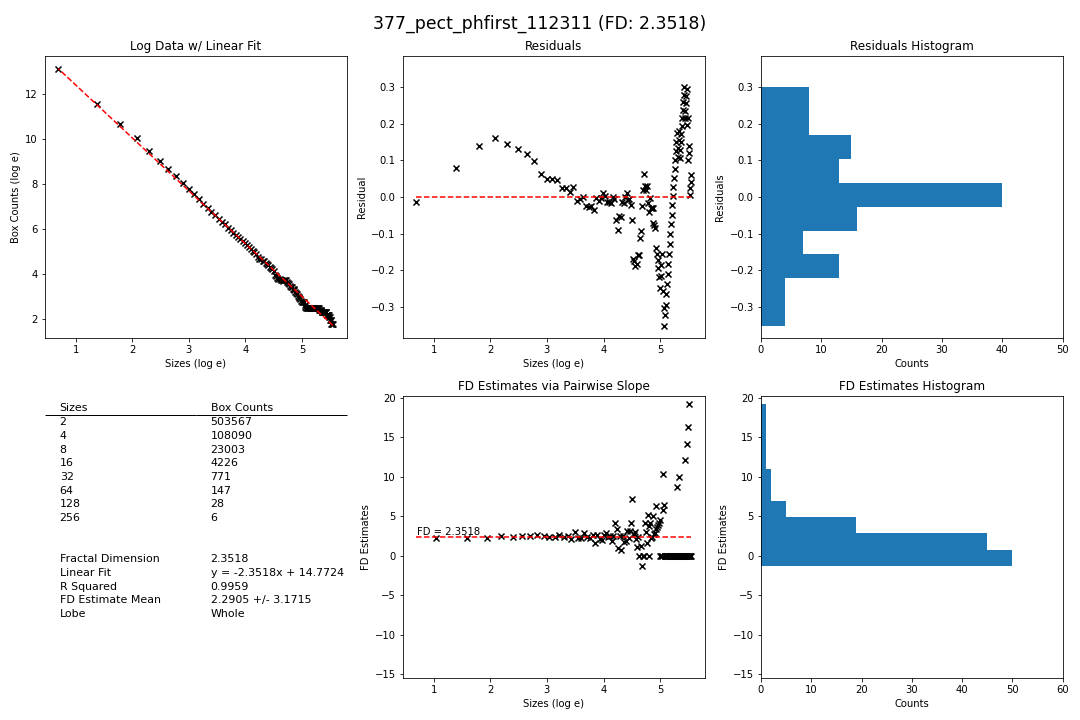 377_pect_phfirst_112311 (FD: 2.3518)
Log Data w/ Linear Fit
Box Counts (log e)
12
10
8
6
4
2
1 2 3 4 5
Sizes (log e)
Residuals
Residual
0.3
0.2
0.1
0.0
−0.1
−0.2
−0.3
1 2 3 4 5
Sizes (log e)
Residuals Histogram
Residuals
0.3
0.2
0.1
0.0
−0.1
−0.2
−0.3
0 10 20 30 40 50
Counts
Sizes Box Counts
2 503567
4 108090
8 23003
16 4226
32 771
64 147
128 28
256 6
Fractal Dimension 2.3518
Linear Fit y = -2.3518x + 14.7724
R Squared 0.9959
FD Estimate Mean 2.2905 +/- 3.1715
Lobe Whole
FD Estimates via Pairwise Slope
FD Estimates
20
15
10
5
0
−5
−10
−15
FD = 2.3518
1 2 3 4 5
Sizes (log e)
FD Estimates Histogram
FD Estimates
20
15
10
5
0
−5
−10
−15
0 10 20 30 40 50 60
Counts